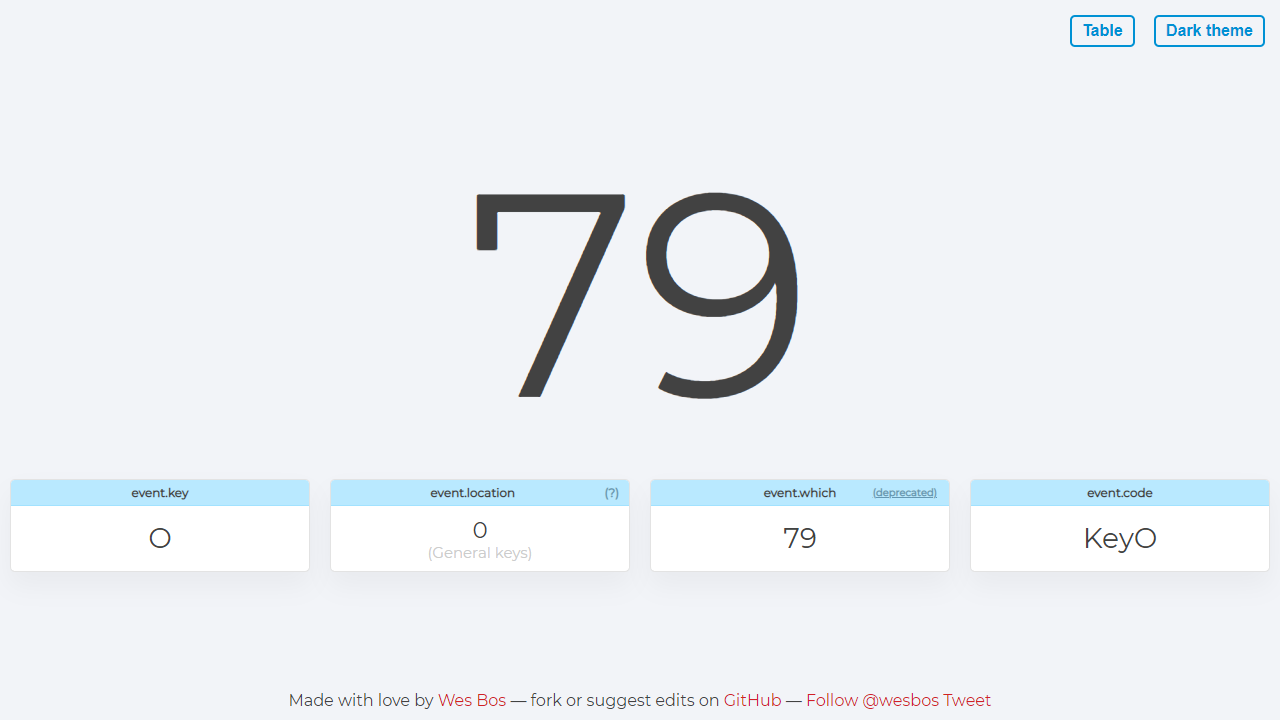 Table Dark theme
79
event.key
O
event.location (?)
0
(General keys)
event.which (deprecated)
79
event.code
KeyO
Made with love by Wes Bos — fork or suggest edits on GitHub — Follow @wesbos Tweet